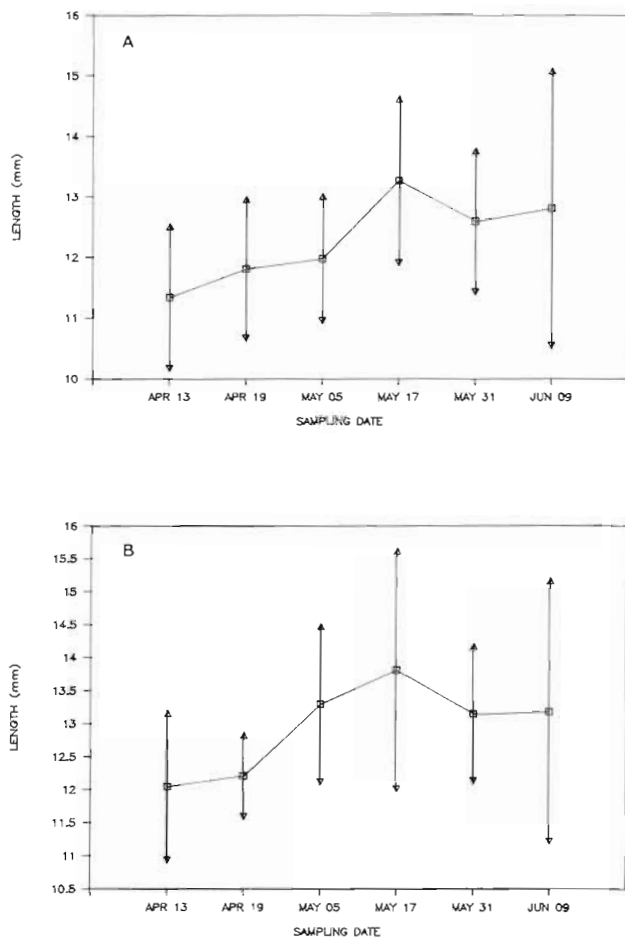 A
16
15
14
13
12
11
10
LENGTH (mm)
APR 13 APR 19 MAY 05 MAY 17 MAY 31 JUN 09
SAMPLING DATE
B
16
15.5
15
14.5
14
13.5
13
12.5
12
11.5
11
10.5
LENGTH (mm)
APR 13 APR 19 MAY 05 MAY 17 MAY 31 JUN 09
SAMPLING DATE